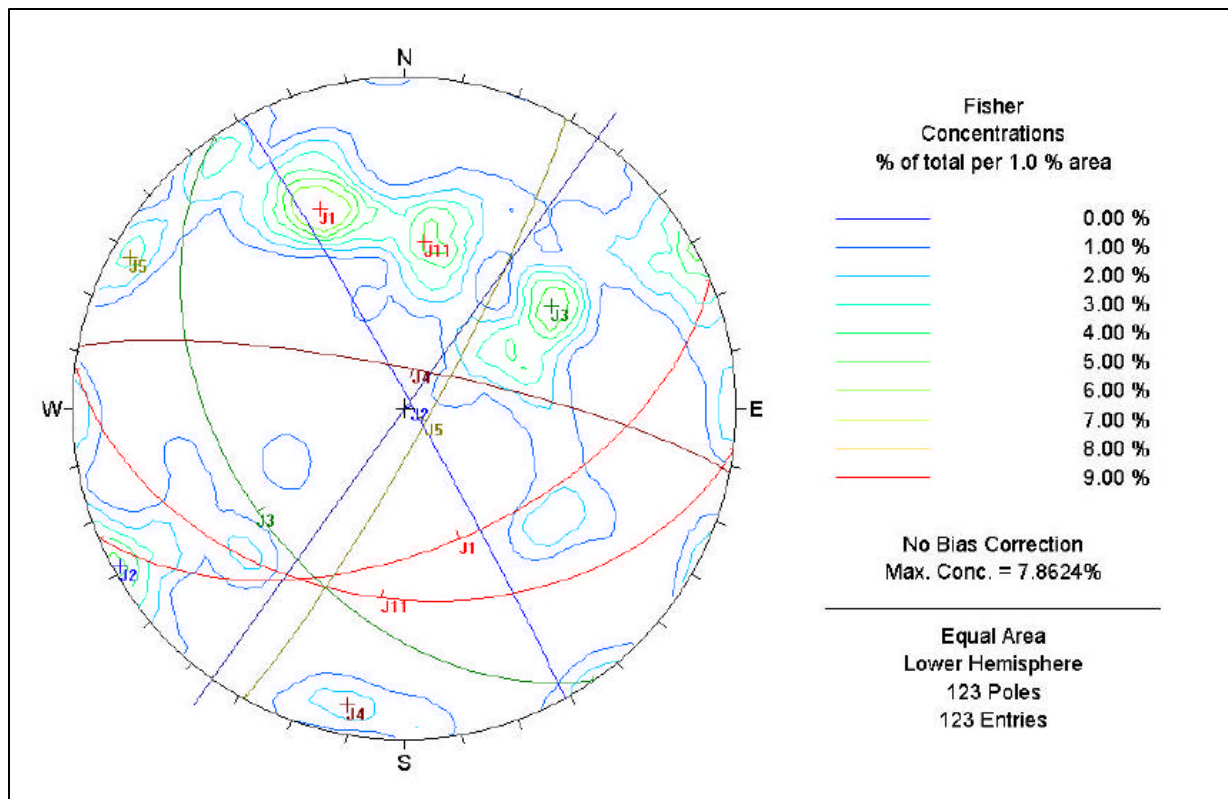 N
J1
J11
J5
J3
J4
W
J2
E
J5
J3
J1
J2
J11
J4
S
Fisher
Concentrations
% of total per 1.0 % area
0.00 %
1.00 %
2.00 %
3.00 %
4.00 %
5.00 %
6.00 %
7.00 %
8.00 %
9.00 %
No Bias Correction
Max. Conc. = 7.8624%
Equal Area
Lower Hemisphere
123 Poles
123 Entries